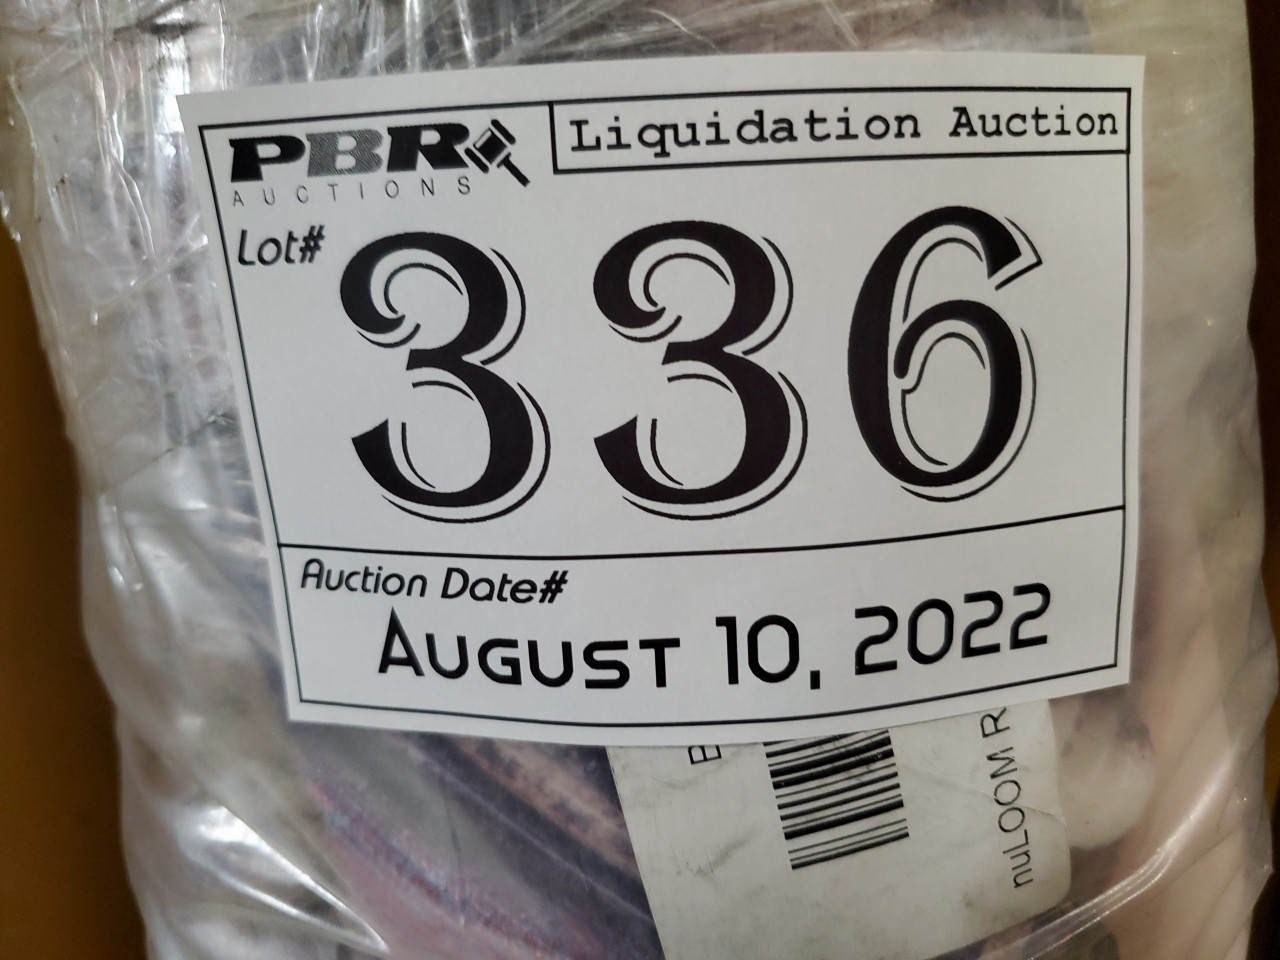 PBR
AUCTIONS
Liquidation Auction
Lot#
336
Auction Date#
August 10, 2022
nuLOOM R